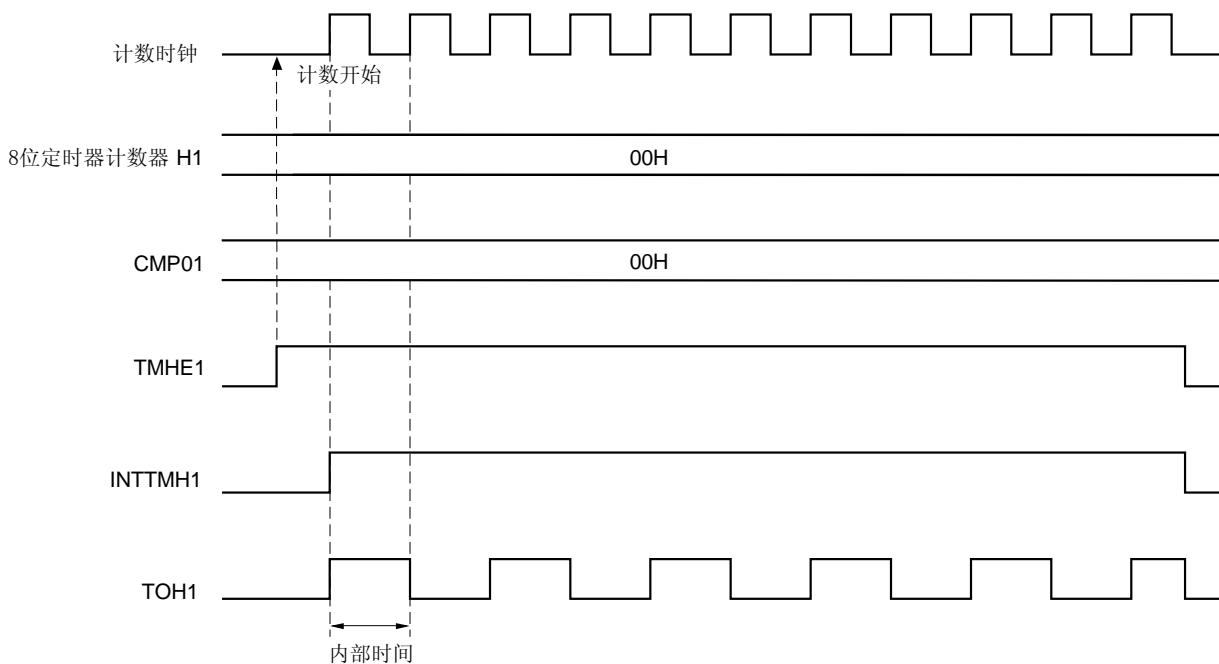 计数时钟
计数开始
8位定时器计数器 H1
00H
CMP01
00H
TMHE1
INTTMH1
TOH1
内部时间